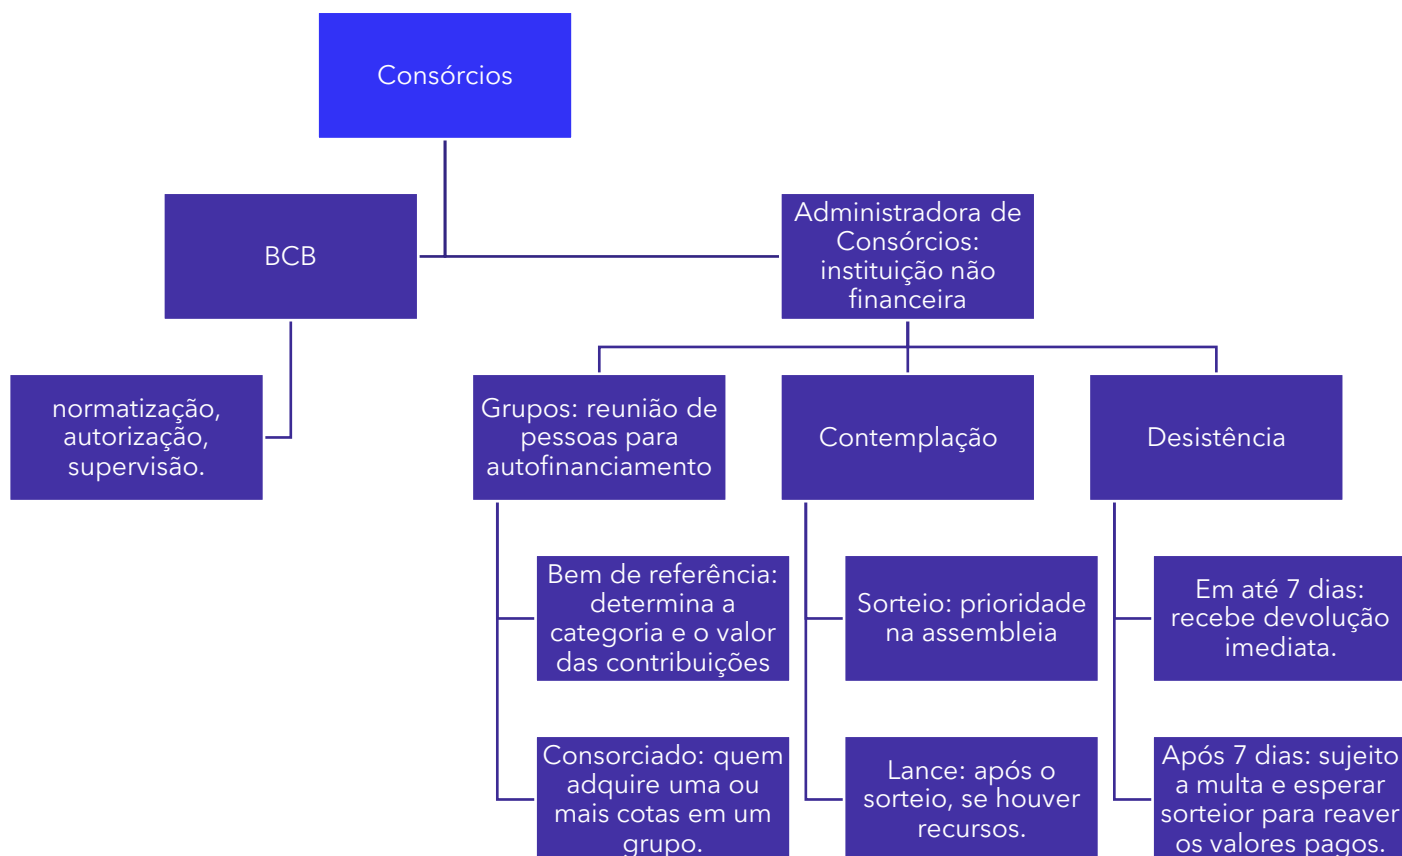 Consórcios
BCB
Administradora de
Consórcios:
instituição não
financeira
normatização,
autorização,
supervisão.
Grupos: reunião de
pessoas para
autofinanciamento
Contemplação
Desistência
Bem de referência:
determina a
categoria e o valor
das contribuições
Sorteio: prioridade
na assembleia
Em até 7 dias:
recebe devolução
imediata.
Consorciado: quem
adquire uma ou
mais cotas em um
grupo.
Lance: após o
sorteio, se houver
recursos.
Após 7 dias: sujeito
a multa e esperar
sorteior para reaver
os valores pagos.